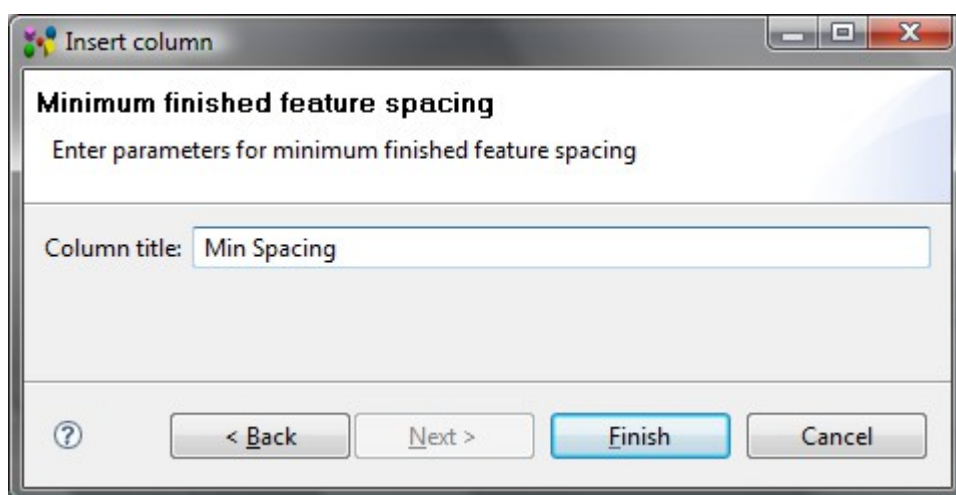 Insert column
Minimum finished feature spacing
Enter parameters for minimum finished feature spacing
Column title: Min Spacing
? < Back Next > Finish Cancel